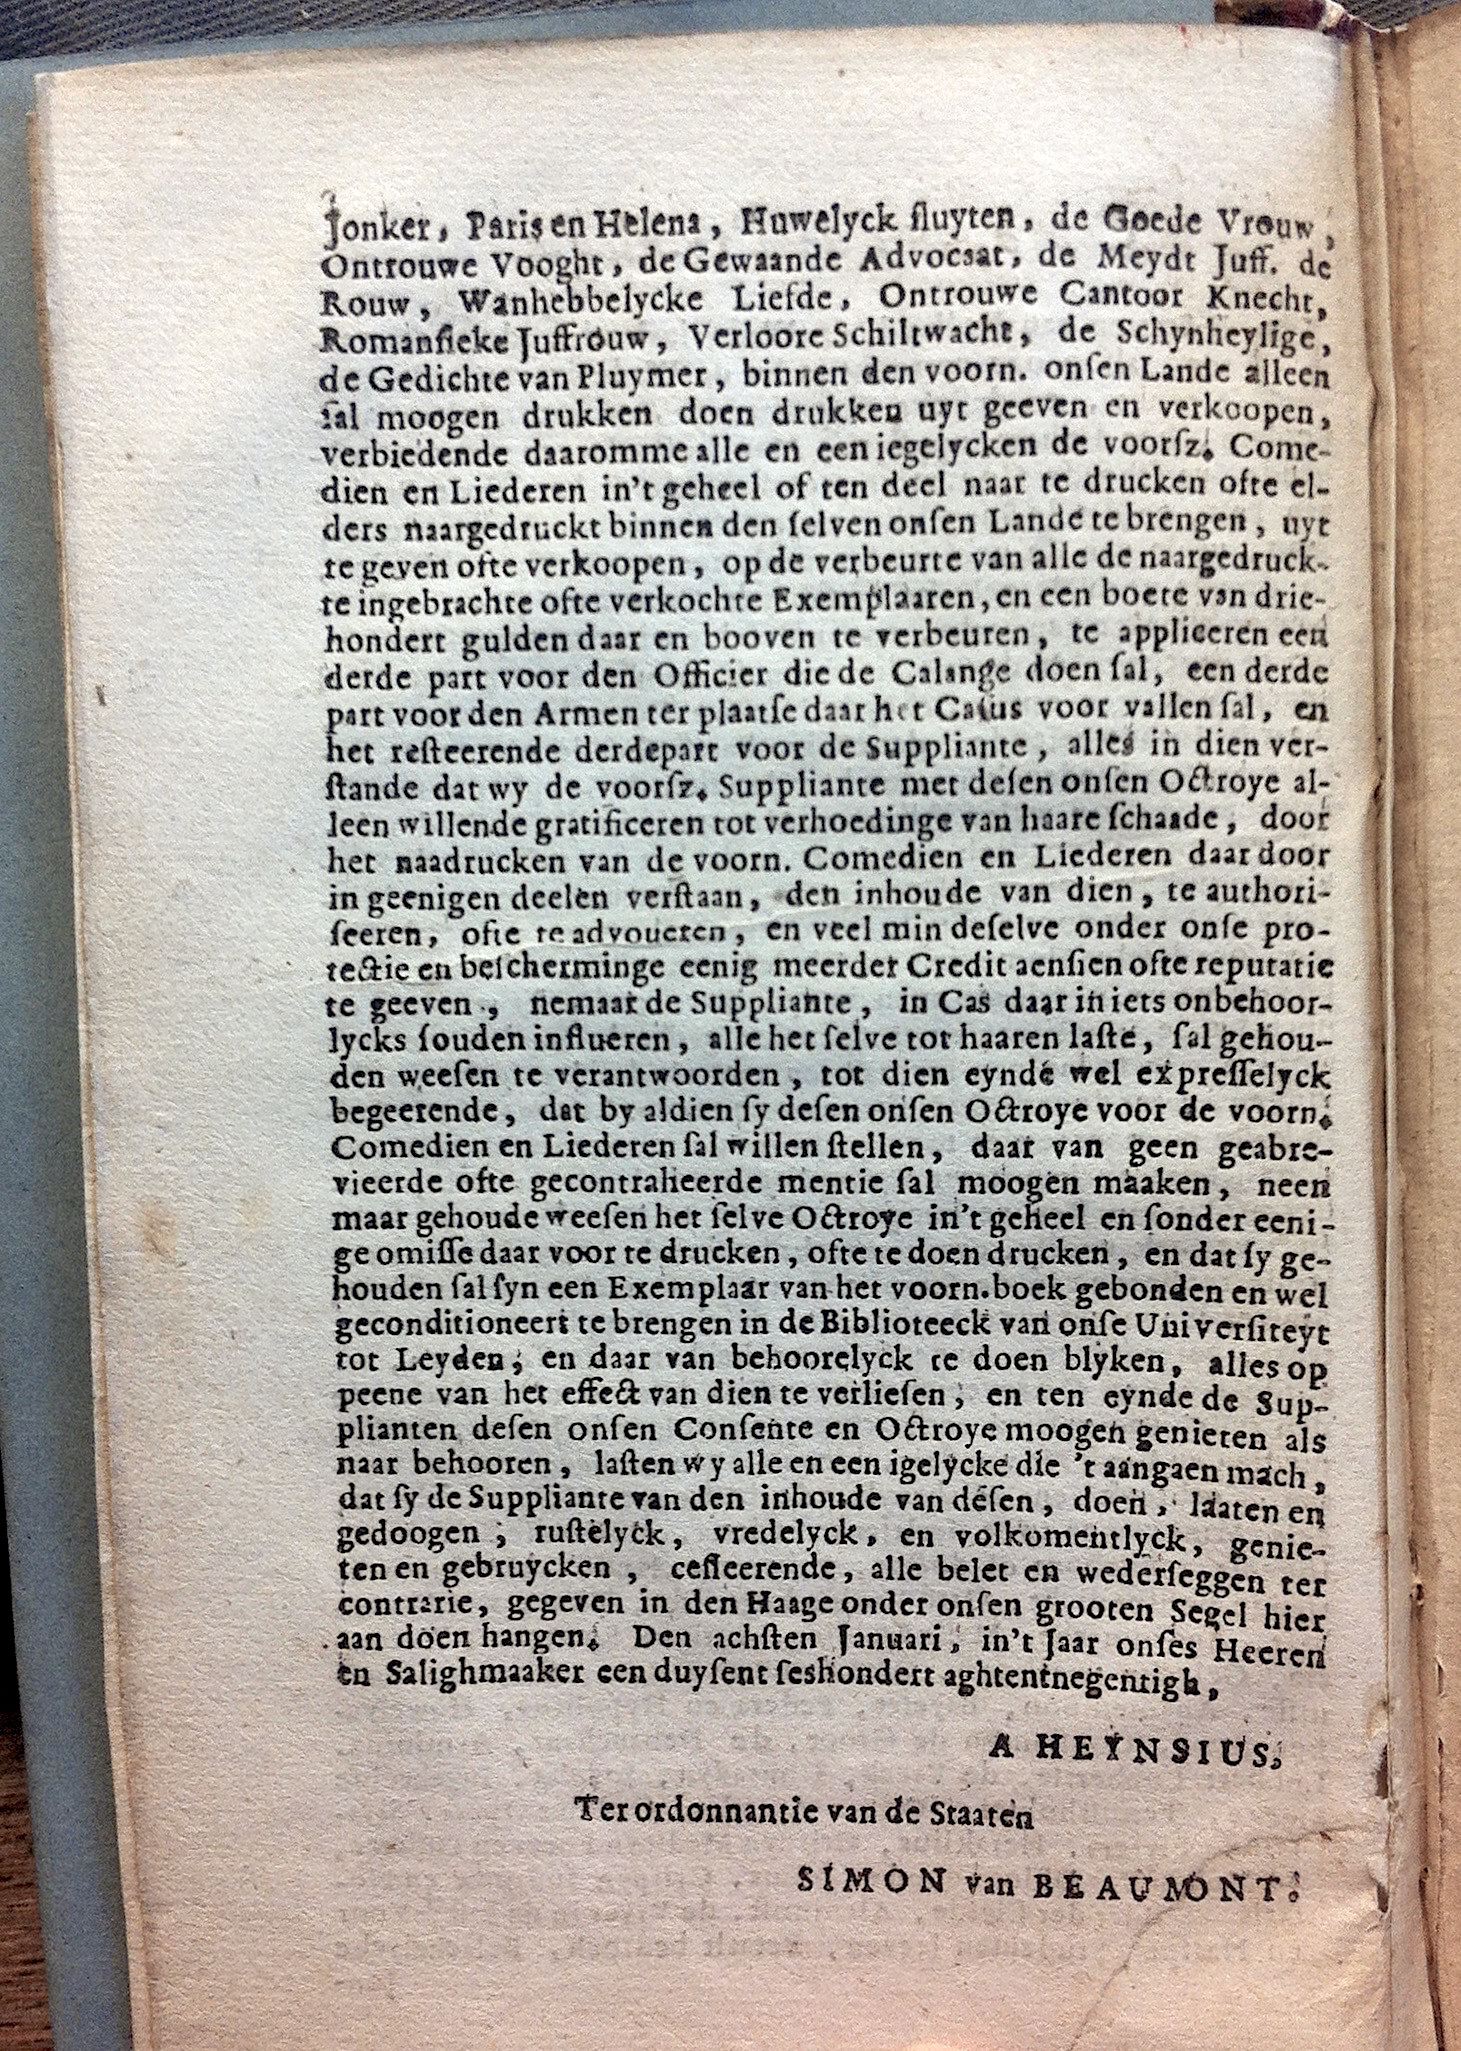 Jonker, Paris en Helena, Huwelyck sluyten, de Goede Vrouw,
Ontrouwe Vooght, de Gewaande Advocaat, de Meydt Juff. de
Rouw, Wanhebbelycke Liefde, Ontrouwe Cantoor Knecht,
Romanſieke Juffrouw, Verloore Schiltwacht, de Schynheylige,
de Gedichte van Pluymer, binnen den voorn. onſen Lande alleen
ſal moogen drukken doen drukken uyt geeven en verkoopen,
verbiedende daaromme alle en een iegelycken de voorſz. Come-
dien en Liederen in't geheel of ten deel naar te drucken ofte el-
ders naargedruckt binnen den ſelven onſen Lande te brengen, uyt
te geven ofte verkoopen, op de verbeurte van alle de naargedruck-
te ingebrachte ofte verkochte Exemplaaren, en een boete van drie-
hondert gulden daar en booven te verbeuren, te appliceren een
derde part voor den Officier die de Calange doen ſal, een derde
part voor den Armen ter plaatſe daar het Caſus voor vallen ſal, en
het reſteerende derdepart voor de Suppliante, alles in dien ver-
ſtande dat wy de voorſz. Suppliante met deſen onſen Octroye al-
leen willende gratificeren tot verhoedinge van haare ſchaade, door
het naadrucken van de voorn. Comedien en Liederen daar door
in geenigen deelen verſtaan, den inhoude van dien, te authori-
ſeeren, ofte te advoueren, en veel min deſelve onder onſe pro-
tectie en beſcherminge eenig meerder Credit aenſien ofte reputatie
te geeven, nemaar de Suppliante, in Cas daar in iets onbehoor-
lycks ſouden influeren, alle het ſelve tot haaren laſte, ſal gehou-
den weeſen te verantwoorden, tot dien eynde wel expreſſelyck
begeerende, dat by aldien ſy deſen onſen Octroye voor de voorn.
Comedien en Liederen ſal willen ſtellen, daar van geen geabre-
vieerde ofte gecontraheerde mentie ſal moogen maaken, neen
maar gehoude weeſen het ſelve Octroye in't geheel en ſonder eeni-
ge omiſſe daar voor te drucken, ofte te doen drucken, en dat ſy ge-
houden ſal ſyn een Exemplaar van het voorn. boek gebonden en wel
geconditioneert te brengen in de Biblioteeck van onſe Univerſiteyt
tot Leyden, en daar van behoorelyck te doen blyken, alles op
peene van het effect van dien te verlieſen, en ten eynde de Sup-
plianten deſen onſen Conſente en Octroye moogen genieten als
naar behooren, laſten wy alle en een igelycke die 't aangaen mach,
dat ſy de Suppliante van den inhoude van deſen, doen, laaten en
gedoogen, ruſtelyck, vredelyck, en volkomentlyck, genie-
ten en gebruycken, ceſſeerende, alle belet en wederſeggen ter
contrarie, gegeven in den Haage onder onſen grooten Segel hier
aan doen hangen. Den achſten Januari, in't Jaar onſes Heeren
en Salighmaaker een duyſent ſeshondert aghtentnegentigh,
A HEYNSIUS.
Ter ordonnantie van de Staaten
SIMON van BEAUMONT.